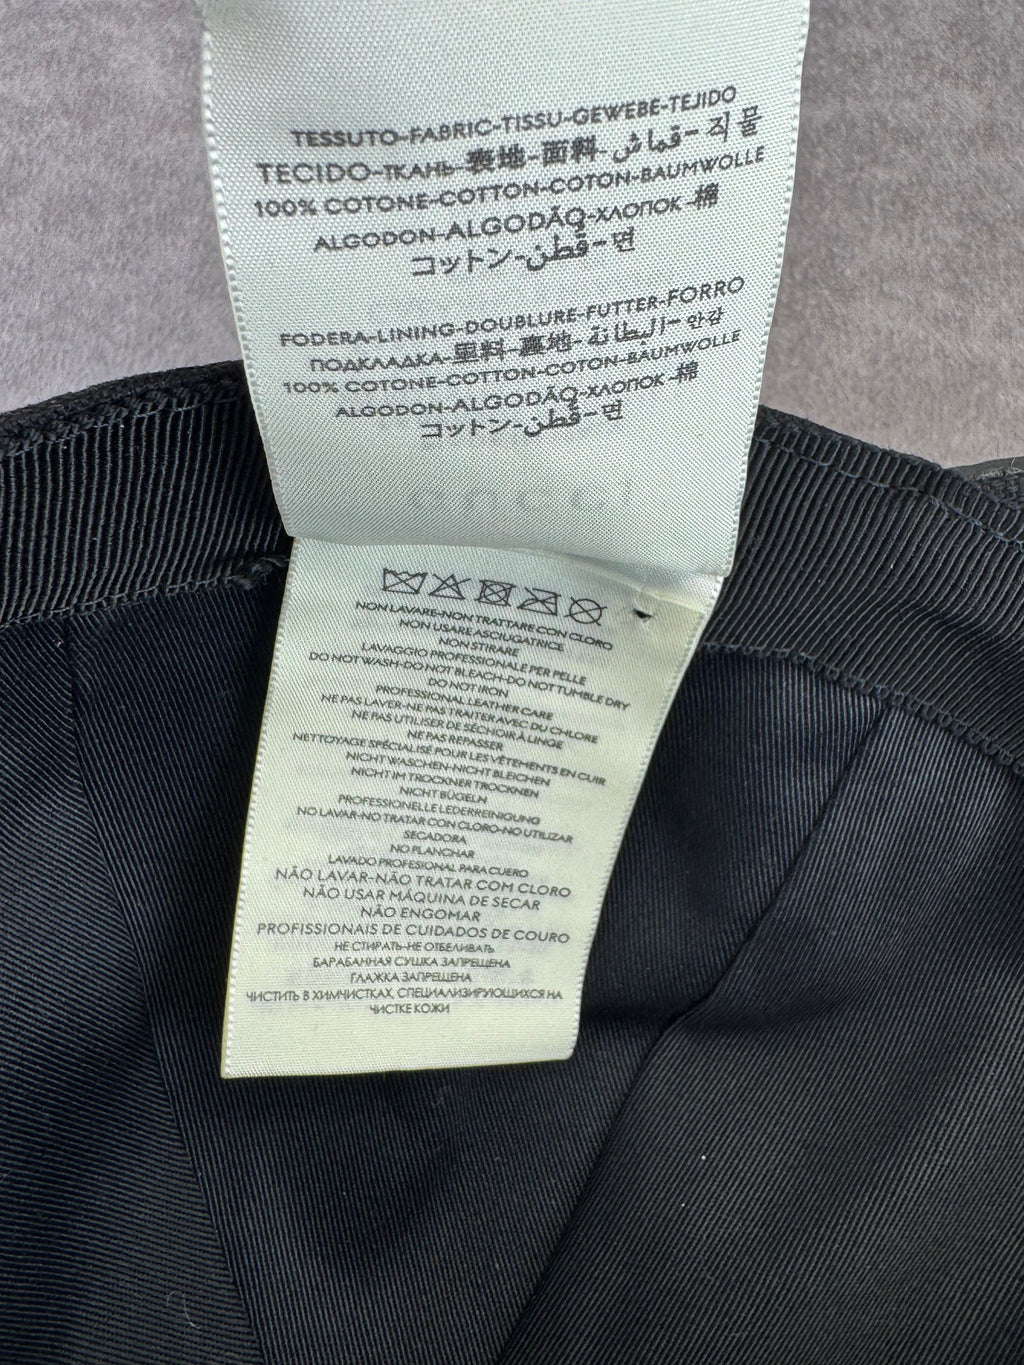 TESSUTO-FABRIC-TISSU-GEWEBE-TEJIDO
TECIDO-ТКАНЬ-表地-面料-قماش-직물
100% COTONE-COTTON-COTON-BAUMWOLLE
ALGODON-ALGODÃO-ХЛОПОК-棉
コットン-قُطن-면
FODERA-LINING-DOUBLURE-FUTTER-FORRO
ПОДКЛАДКА-里料-裏地-البطانة-안감
100% COTONE-COTTON-COTON-BAUMWOLLE
ALGODON-ALGODÃO-ХЛОПОК-棉
コットン-قُطن-면
NON LAVARE-NON TRATTARE CON CLORO
NON USARE ASCIUGATRICE
NON STIRARE
LAVAGGIO PROFESSIONALE PER PELLE
DO NOT WASH-DO NOT BLEACH-DO NOT TUMBLE DRY
DO NOT IRON
PROFESSIONAL LEATHER CARE
NE PAS LAVER-NE PAS TRAITER AVEC DU CHLORE
NE PAS UTILISER DE SÉCHOIR À LINGE
NE PAS REPASSER
NETTOYAGE SPÉCIALISÉ POUR LES VÊTEMENTS EN CUIR
NICHT WASCHEN-NICHT BLEICHEN
NICHT IM TROCKNER TROCKNEN
NICHT BÜGELN
PROFESSIONELLE LEDERREINIGUNG
NO LAVAR-NO TRATAR CON CLORO-NO UTILIZAR
SECADORA
NO PLANCHAR
LAVADO PROFESIONAL PARA CUERO
NÃO LAVAR-NÃO TRATAR COM CLORO
NÃO USAR MÁQUINA DE SECAR
NÃO ENGOMAR
PROFISSIONAIS DE CUIDADOS DE COURO
НЕ СТИРАТЬ-НЕ ОТБЕЛИВАТЬ
БАРАБАННАЯ СУШКА ЗАПРЕЩЕНА
ГЛАЖКА ЗАПРЕЩЕНА
ЧИСТИТЬ В ХИМЧИСТКАХ, СПЕЦИАЛИЗИРУЮЩИХСЯ НА
ЧИСТКЕ КОЖИ